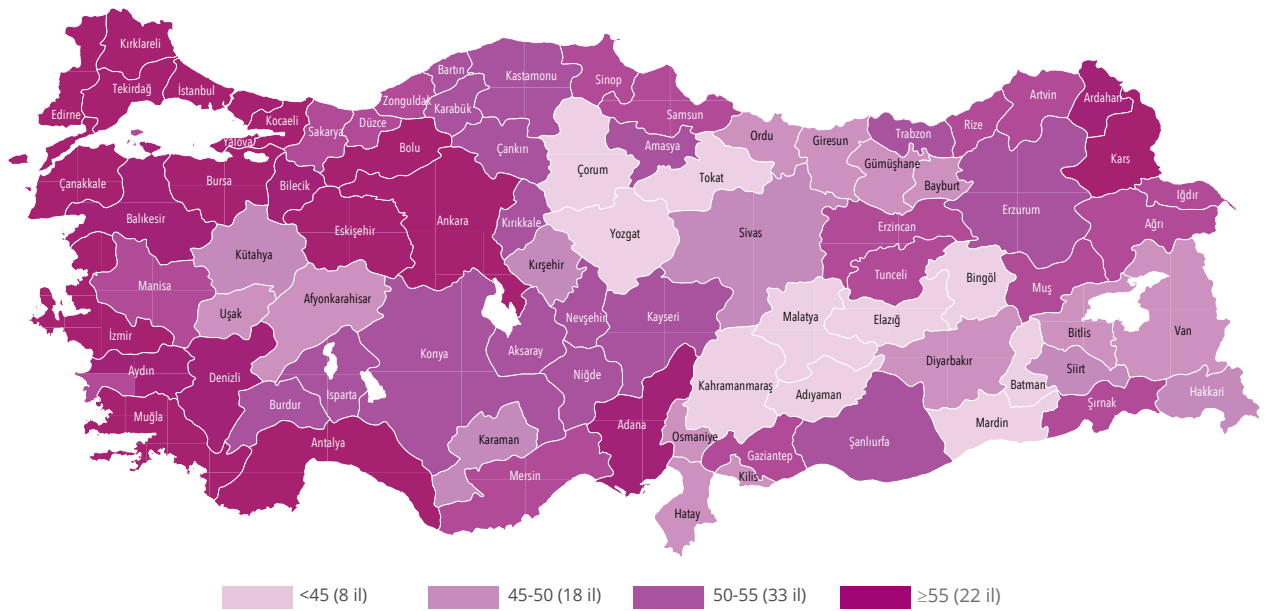 Kırklareli
Tekirdağ
İstanbul
Edirne
Kocaeli
Yalova
Sakarya
Düzce
Zonguldak
Bartın
Karabük
Kastamonu
Sinop
Samsun
Çankırı
Bolu
Bilecik
Bursa
Çanakkale
Balıkesir
Kütahya
Eskişehir
Ankara
Kırıkkale
Çorum
Amasya
Tokat
Ordu
Giresun
Gümüşhane
Trabzon
Bayburt
Rize
Artvin
Ardahan
Kars
Iğdır
Ağrı
Erzurum
Erzincan
Sivas
Yozgat
Kırşehir
Manisa
Uşak
Afyonkarahisar
İzmir
Aydın
Denizli
Muğla
Burdur
Isparta
Antalya
Konya
Karaman
Aksaray
Nevşehir
Niğde
Kayseri
Mersin
Adana
Osmaniye
Hatay
Kilis
Gaziantep
Kahramanmaraş
Malatya
Adıyaman
Elazığ
Tunceli
Bingöl
Muş
Bitlis
Van
Hakkari
Siirt
Şırnak
Batman
Mardin
Diyarbakır
Şanlıurfa
<45 (8 il)
45-50 (18 il)
50-55 (33 il)
≥55 (22 il)